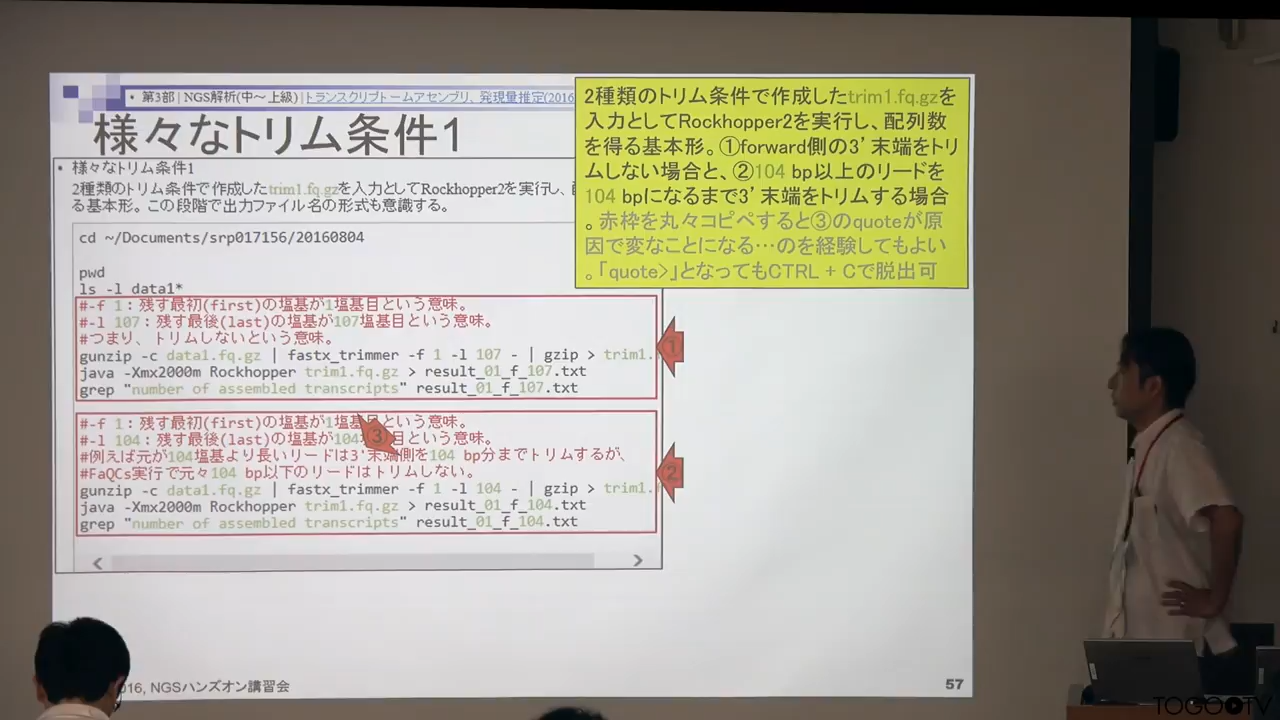 ・第3部 | NGS解析(中～上級) | トランスクリプトームアセンブリ、発現量推定(2016
様々なトリム条件1
・様々なトリム条件1
2種類のトリム条件で作成したtrim1.fq.gzを入力としてRockhopper2を実行し、
る基本形。この段階で出力ファイル名の形式も意識する。
cd ~/Documents/srp017156/20160804
pwd
ls -l data1*
#-f 1：残す最初(first)の塩基が1塩基目という意味。
#-l 107：残す最後(last)の塩基が107塩基目という意味。
#つまり、トリムしないという意味。
gunzip -c data1.fq.gz | fastx_trimmer -f 1 -l 107 - | gzip > trim1.
java -Xmx2000m Rockhopper trim1.fq.gz > result_01_f_107.txt
grep "number of assembled transcripts" result_01_f_107.txt
#-f 1：残す最初(first)の塩基が1塩基目という意味。
#-l 104：残す最後(last)の塩基が104目という意味。
#例えば元が104塩基より長いリードは3'末端側を104 bp分までトリムするが、
#FaQCs実行で元々104 bp以下のリードはトリムしない。
gunzip -c data1.fq.gz | fastx_trimmer -f 1 -l 104 - | gzip > trim1.
java -Xmx2000m Rockhopper trim1.fq.gz > result_01_f_104.txt
grep "number of assembled transcripts" result_01_f_104.txt
①
③
②
2種類のトリム条件で作成したtrim1.fq.gzを
入力としてRockhopper2を実行し、配列数
を得る基本形。①forward側の3'末端をトリ
ムしない場合と、②104 bp以上のリードを
104 bpになるまで3'末端をトリムする場合
。赤枠を丸々コピペすると③のquoteが原
因で変なことになる…のを経験してもよい
。「quote>」となってもCTRL + Cで脱出可
16, NGSハンズオン講習会
57
TOGOTV